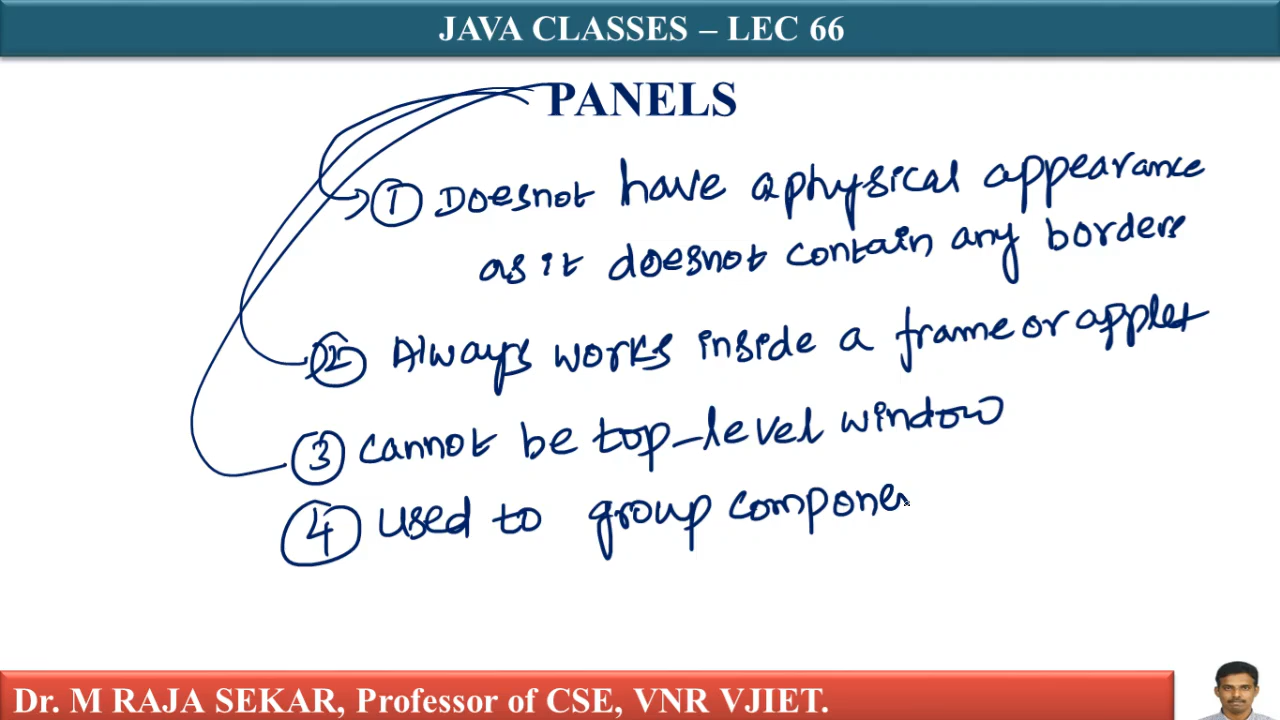 JAVA CLASSES – LEC 66
PANELS
① Doesnot have a physical appearance
as it doesnot contain any borders
② Always works inside a frame or applet
③ cannot be top-level window
④ used to group componen
Dr. M RAJA SEKAR, Professor of CSE, VNR VJIET.